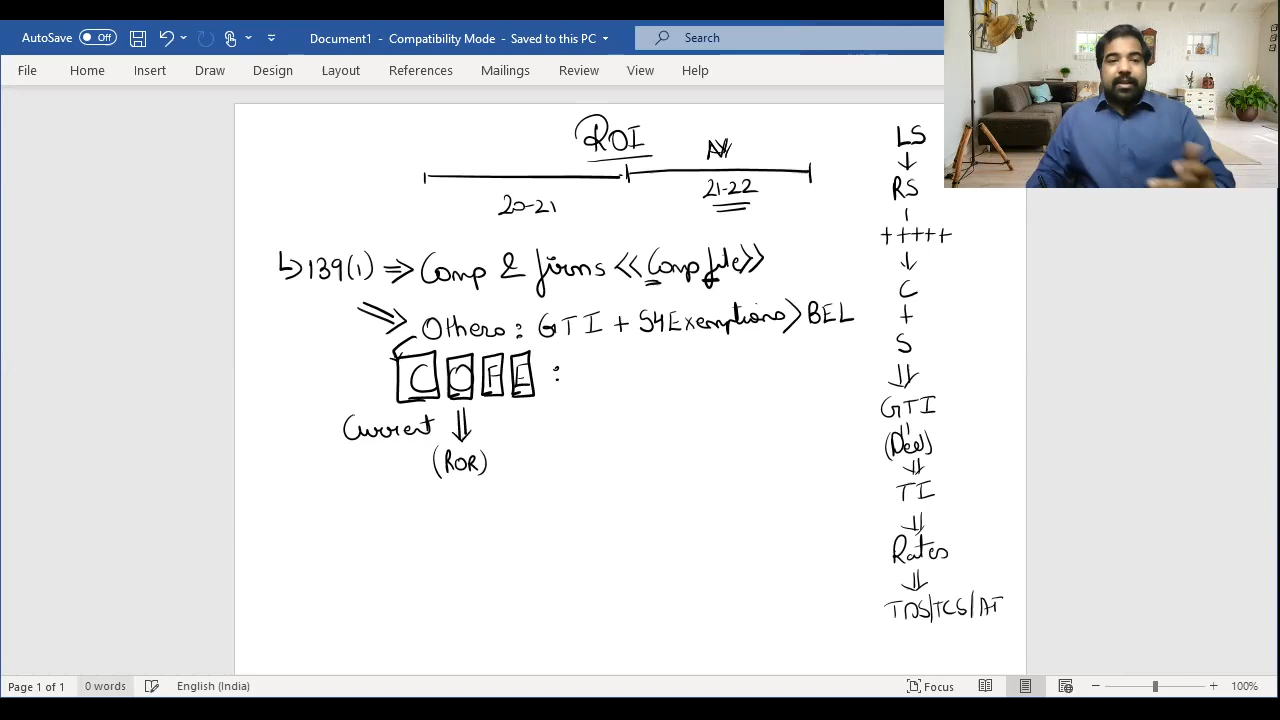 AutoSave Off Document1 - Compatibility Mode - Saved to this PC Search
File Home Insert Draw Design Layout References Mailings Review View Help
ROI
AY
20-21 21-22
139(1) ⇒ Comp & firms <<Comp file>>
Others : GTI + 54Exemptions > BEL
C O F E :
Current
(ROR)
LS
RS
+++++
C
+
S
GTI
(Ded)
TI
Rates
TDS/TCS/AT
Page 1 of 1 0 words English (India) Focus 100%